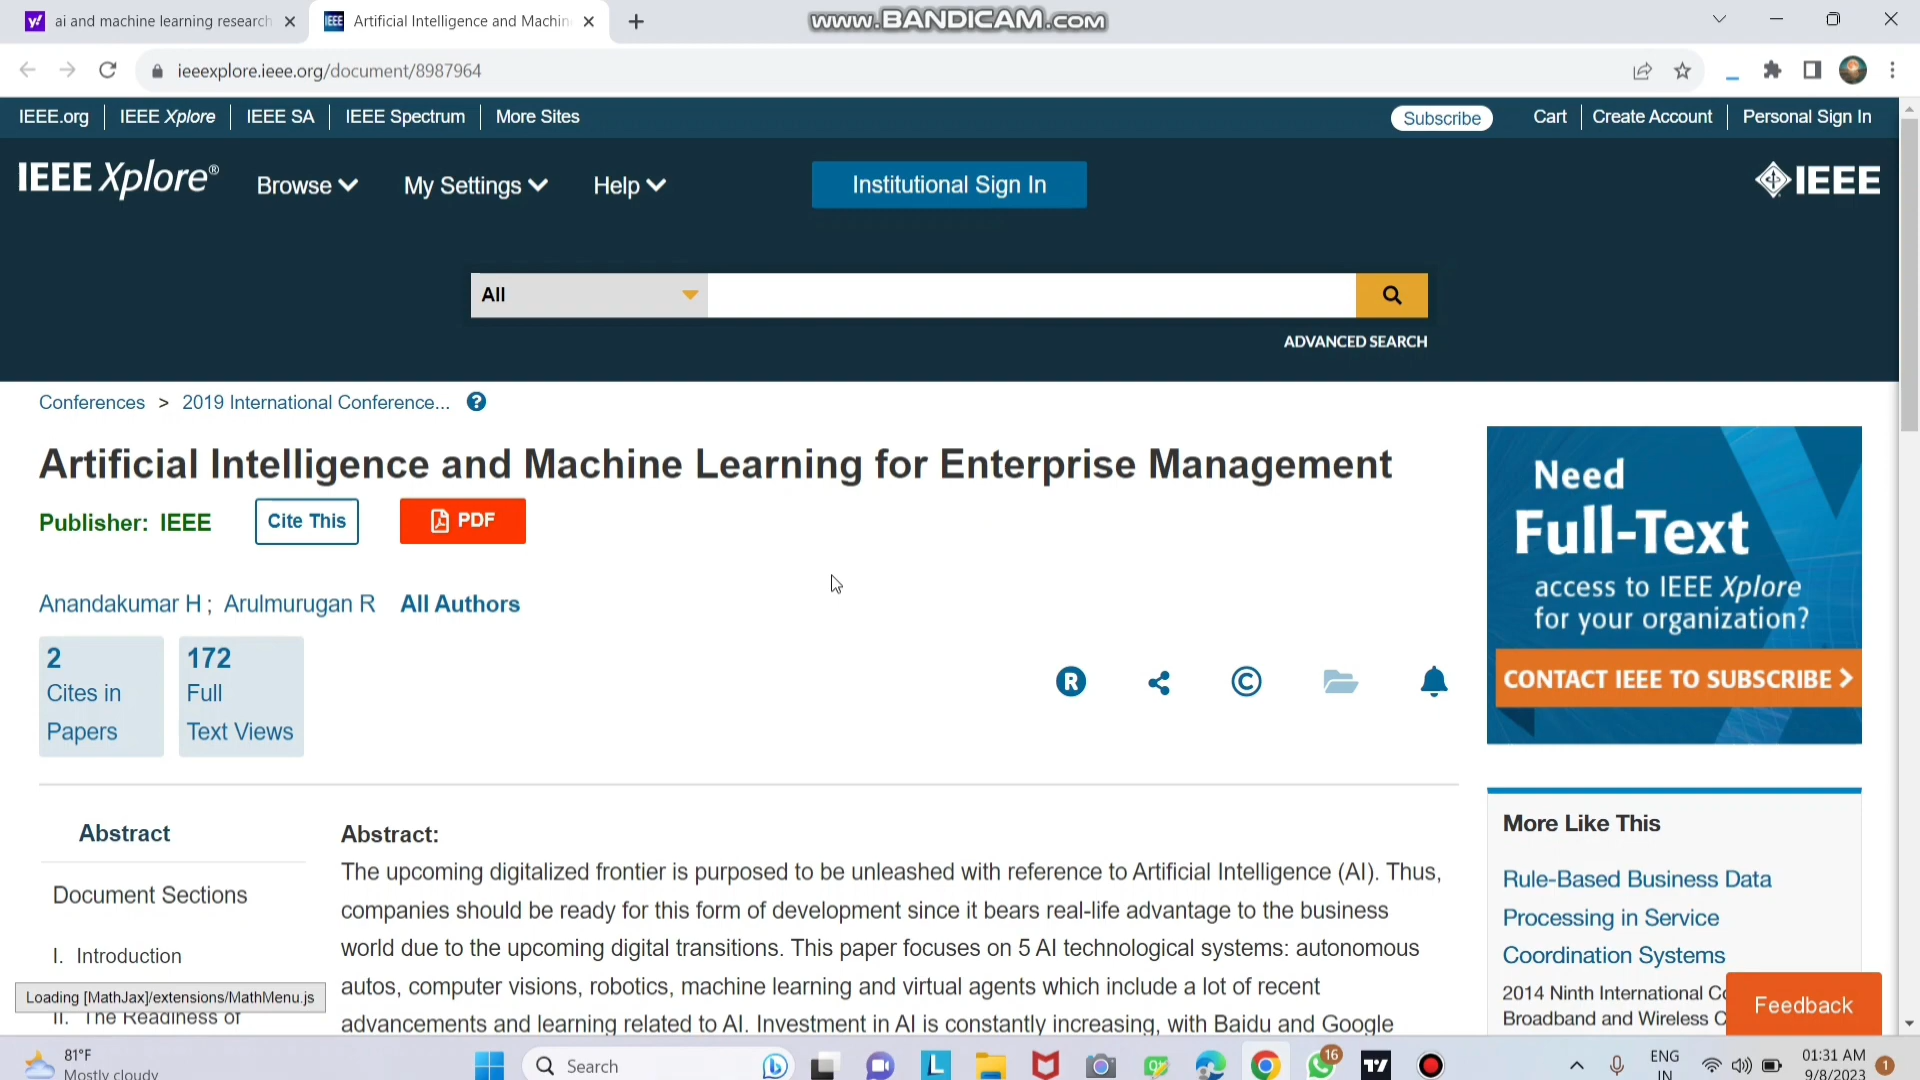 ai and machine learning research
IEEE Artificial Intelligence and Machin
www.BANDICAM.com
ieeexplore.ieee.org/document/8987964
IEEE.org IEEE Xplore IEEE SA IEEE Spectrum More Sites
Subscribe Cart Create Account Personal Sign In
IEEE Xplore® Browse My Settings Help Institutional Sign In IEEE
All
ADVANCED SEARCH
Conferences > 2019 International Conference... ?
Artificial Intelligence and Machine Learning for Enterprise Management
Publisher: IEEE Cite This PDF
Anandakumar H ; Arulmurugan R All Authors
2
Cites in
Papers
172
Full
Text Views
R
©
Need
Full-Text
access to IEEE Xplore
for your organization?
CONTACT IEEE TO SUBSCRIBE >
Abstract
Document Sections
I. Introduction
II. The Readiness of
Loading [MathJax]/extensions/MathMenu.js
Abstract:
The upcoming digitalized frontier is purposed to be unleashed with reference to Artificial Intelligence (AI). Thus,
companies should be ready for this form of development since it bears real-life advantage to the business
world due to the upcoming digital transitions. This paper focuses on 5 AI technological systems: autonomous
autos, computer visions, robotics, machine learning and virtual agents which include a lot of recent
advancements and learning related to AI. Investment in AI is constantly increasing, with Baidu and Google
More Like This
Rule-Based Business Data
Processing in Service
Coordination Systems
2014 Ninth International Co
Broadband and Wireless C
Feedback
81°F
Mostly cloudy
Search
16
ENG
IN
01:31 AM
9/8/2023
1